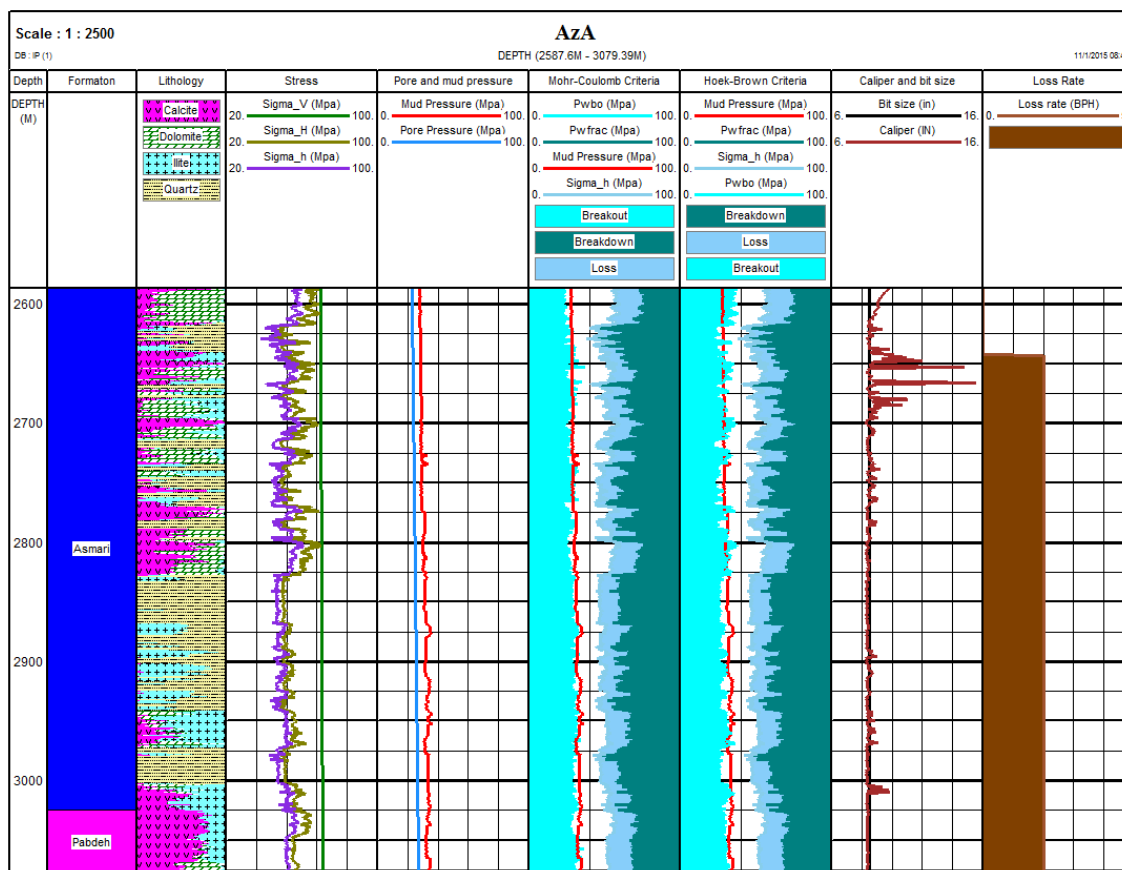 Scale : 1 : 2500
AzA
DB : IP (1)
DEPTH (2587.6M - 3079.39M)
11/1/2015 08:
Depth
Formaton
Lithology
Stress
Pore and mud pressure
Mohr-Coulomb Criteria
Hoek-Brown Criteria
Caliper and bit size
Loss Rate
DEPTH
(M)
Calcite
Dolomite
Ilite
Quartz
Sigma_V (Mpa)
20. 100.
Sigma_H (Mpa)
20. 100.
Sigma_h (Mpa)
20. 100.
Mud Pressure (Mpa)
0. 100.
Pore Pressure (Mpa)
0. 100.
Pwbo (Mpa)
0. 100.
Pwfrac (Mpa)
0. 100.
Mud Pressure (Mpa)
0. 100.
Sigma_h (Mpa)
0. 100.
Breakout
Breakdown
Loss
Mud Pressure (Mpa)
0. 100.
Pwfrac (Mpa)
0. 100.
Sigma_h (Mpa)
0. 100.
Pwbo (Mpa)
0. 100.
Breakdown
Loss
Breakout
Bit size (in)
6. 16.
Caliper (IN)
6. 16.
Loss rate (BPH)
0.
2600
2700
2800
2900
3000
Asmari
Pabdeh